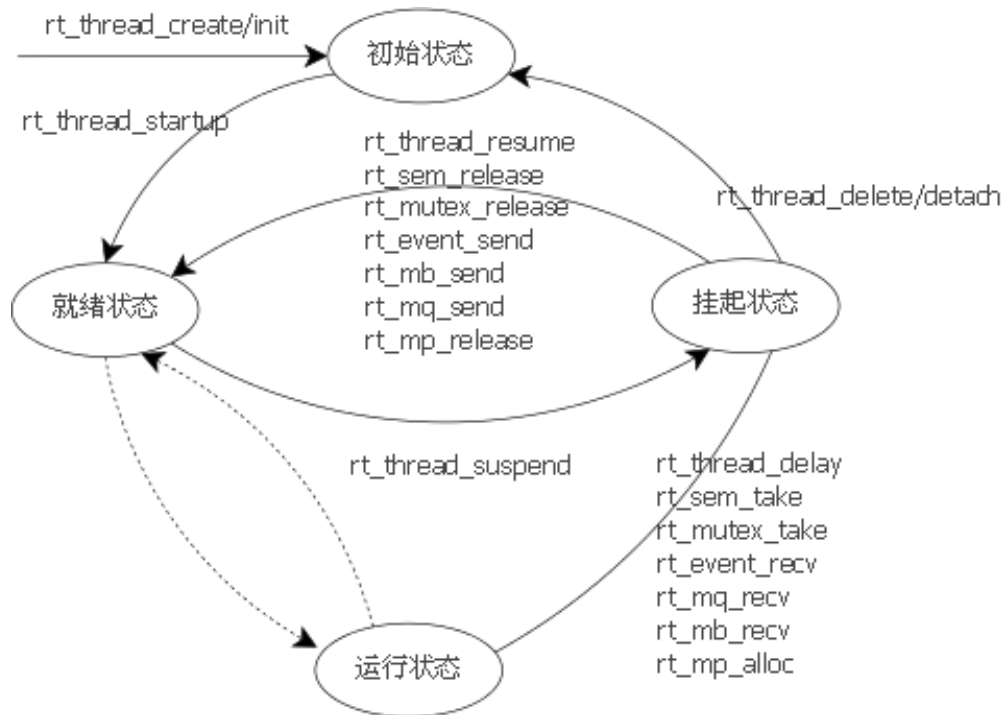 rt_thread_create/init
初始状态
rt_thread_startup
rt_thread_resume
rt_sem_release
rt_mutex_release
rt_event_send
rt_mb_send
rt_mq_send
rt_mp_release
rt_thread_delete/detach
就绪状态
挂起状态
rt_thread_suspend
rt_thread_delay
rt_sem_take
rt_mutex_take
rt_event_recv
rt_mq_recv
rt_mb_recv
rt_mp_alloc
运行状态